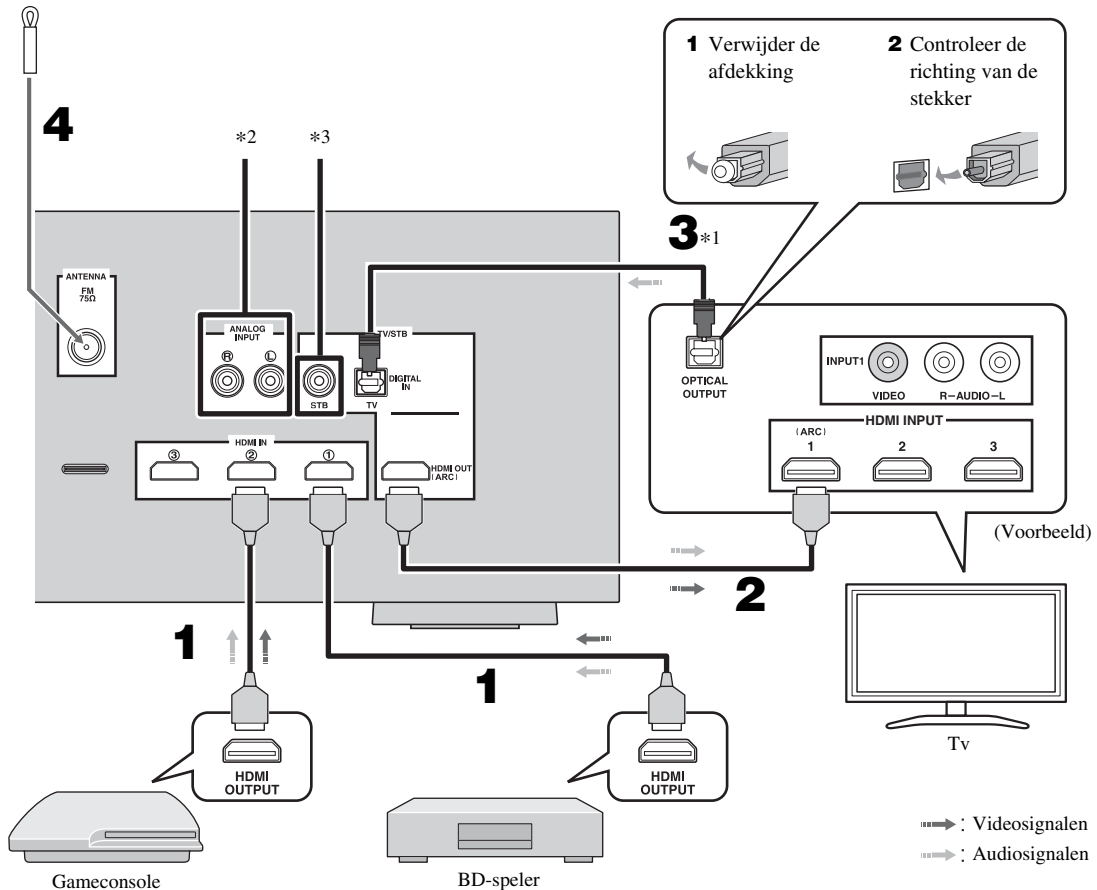 1 Verwijder de
afdekking
2 Controleer de
richting van de
stekker
4
*2
*3
3*1
ANTENNA
FM
75Ω
ANALOG
INPUT
R
L
STB
TV/STB
DIGITAL
IN
TV
HDMI IN
3
2
1
HDMI OUT
(ARC)
OPTICAL
OUTPUT
INPUT1
VIDEO
R–AUDIO–L
HDMI INPUT
(ARC)
1
2
3
(Voorbeeld)
2
1
1
HDMI
OUTPUT
HDMI
OUTPUT
Tv
: Videosignalen
: Audiosignalen
Gameconsole
BD-speler